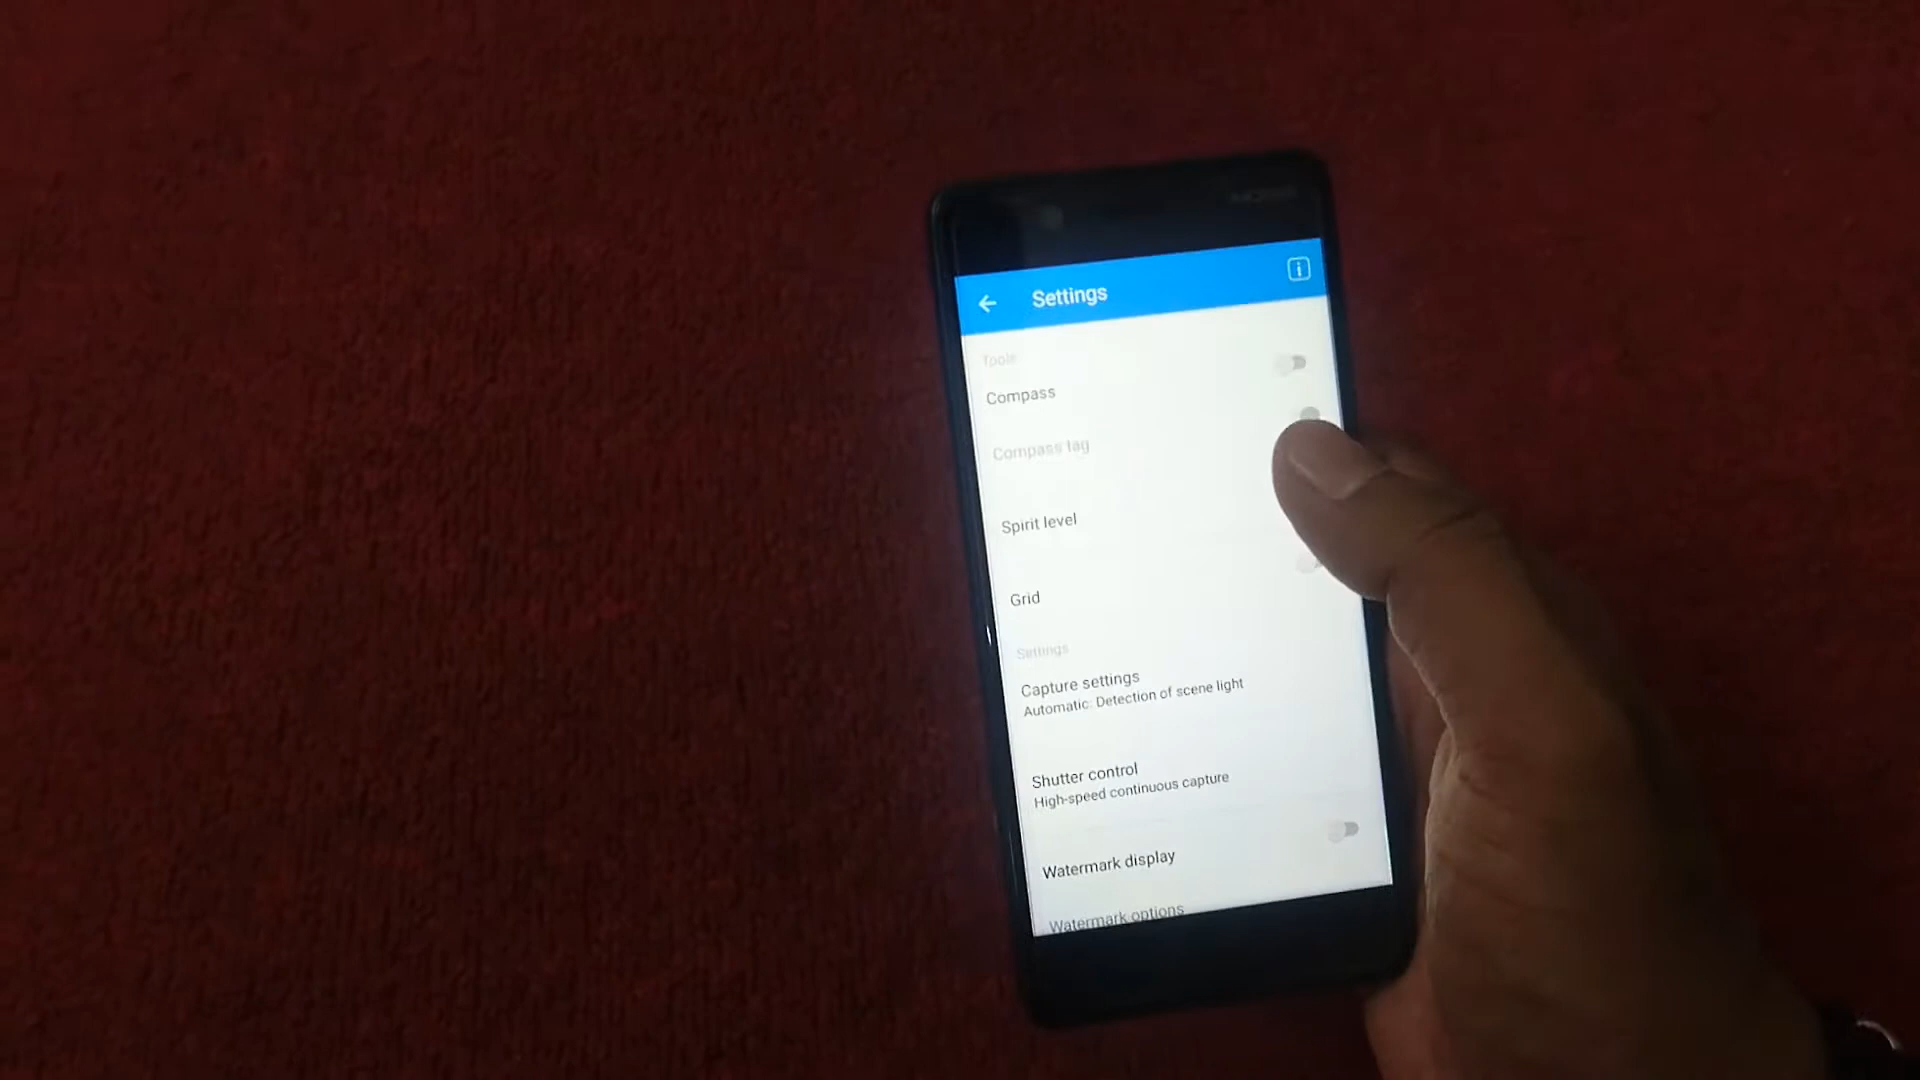 NOKIA
Settings
Tools
Compass
Compass tag
Spirit level
Grid
Settings
Capture settings
Automatic: Detection of scene light
Shutter control
High-speed continuous capture
Watermark display
Watermark options